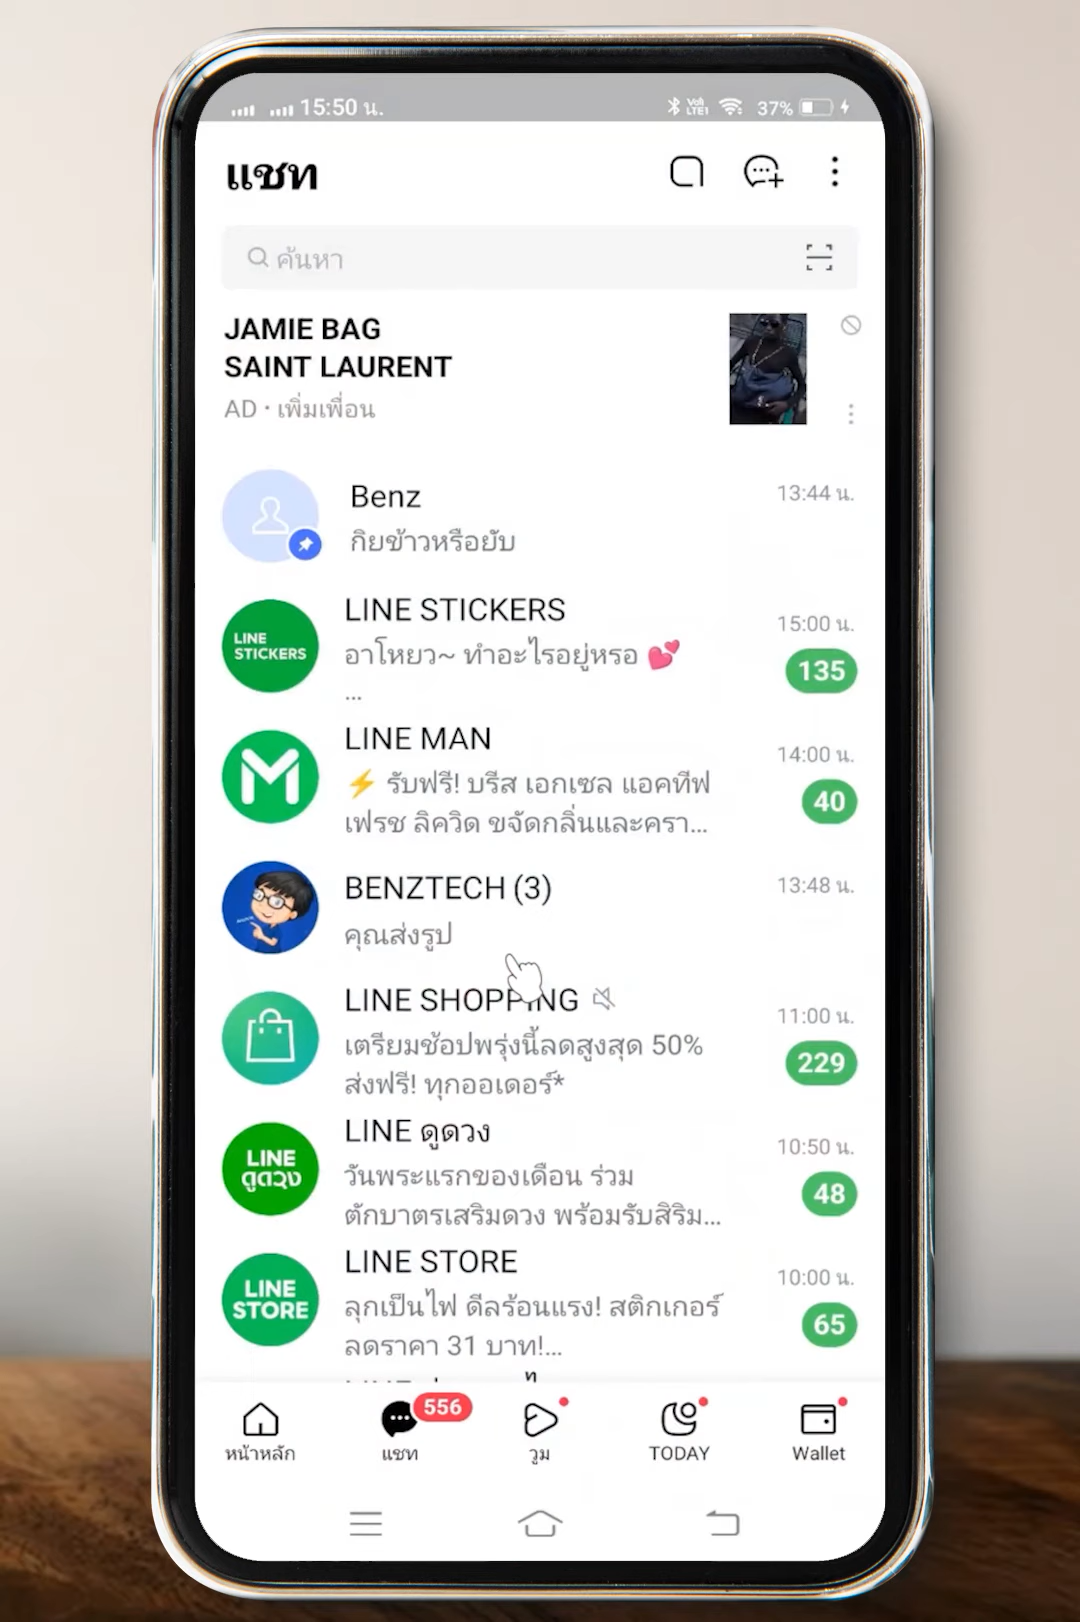 15:50 น.
Vo)) LTE1
37%
แชท
ค้นหา
JAMIE BAG
SAINT LAURENT
AD · เพิ่มเพื่อน
Benz
13:44 น.
กิยข้าวหรือยับ
LINE STICKERS
LINE STICKERS
15:00 น.
อาโหยว~ ทำอะไรอยู่หรอ 💕
...
135
LINE MAN
14:00 น.
⚡ รับฟรี! บรีส เอกเซล แอคทีฟ
เฟรช ลิควิด ขจัดกลิ่นและครา...
40
BENZTECH (3)
13:48 น.
คุณส่งรูป
LINE SHOPPING
11:00 น.
เตรียมช้อปพรุ่งนี้ลดสูงสุด 50%
ส่งฟรี! ทุกออเดอร์*
229
LINE ดูดวง
LINE ดูดวง
10:50 น.
วันพระแรกของเดือน ร่วม
ตักบาตรเสริมดวง พร้อมรับสิริม...
48
LINE STORE
LINE STORE
10:00 น.
ลุกเป็นไฟ ดีลร้อนแรง! สติกเกอร์
ลดราคา 31 บาท!...
65
หน้าหลัก
556
แชท
วูม
TODAY
Wallet